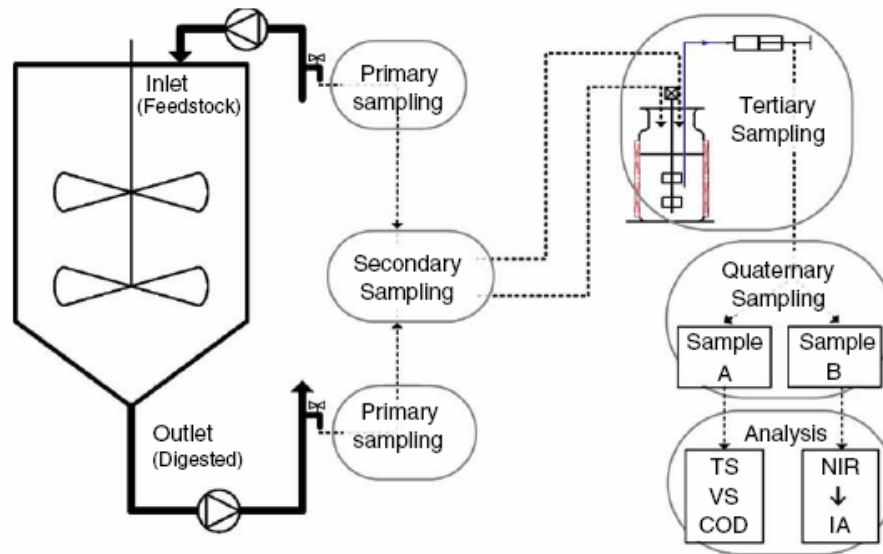 Inlet
(Feedstock)
Primary
sampling
Tertiary
Sampling
Secondary
Sampling
Quaternary
Sampling
Sample
A
Sample
B
Outlet
(Digested)
Primary
sampling
Analysis
TS
VS
COD
NIR
↓
IA